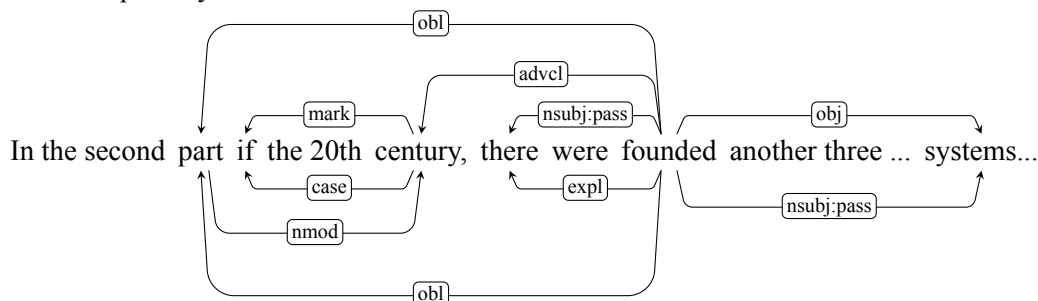 obl
advcl
mark nsubj:pass obj
In the second part if the 20th century, there were founded another three ... systems...
case expl
nsubj:pass
nmod
obl